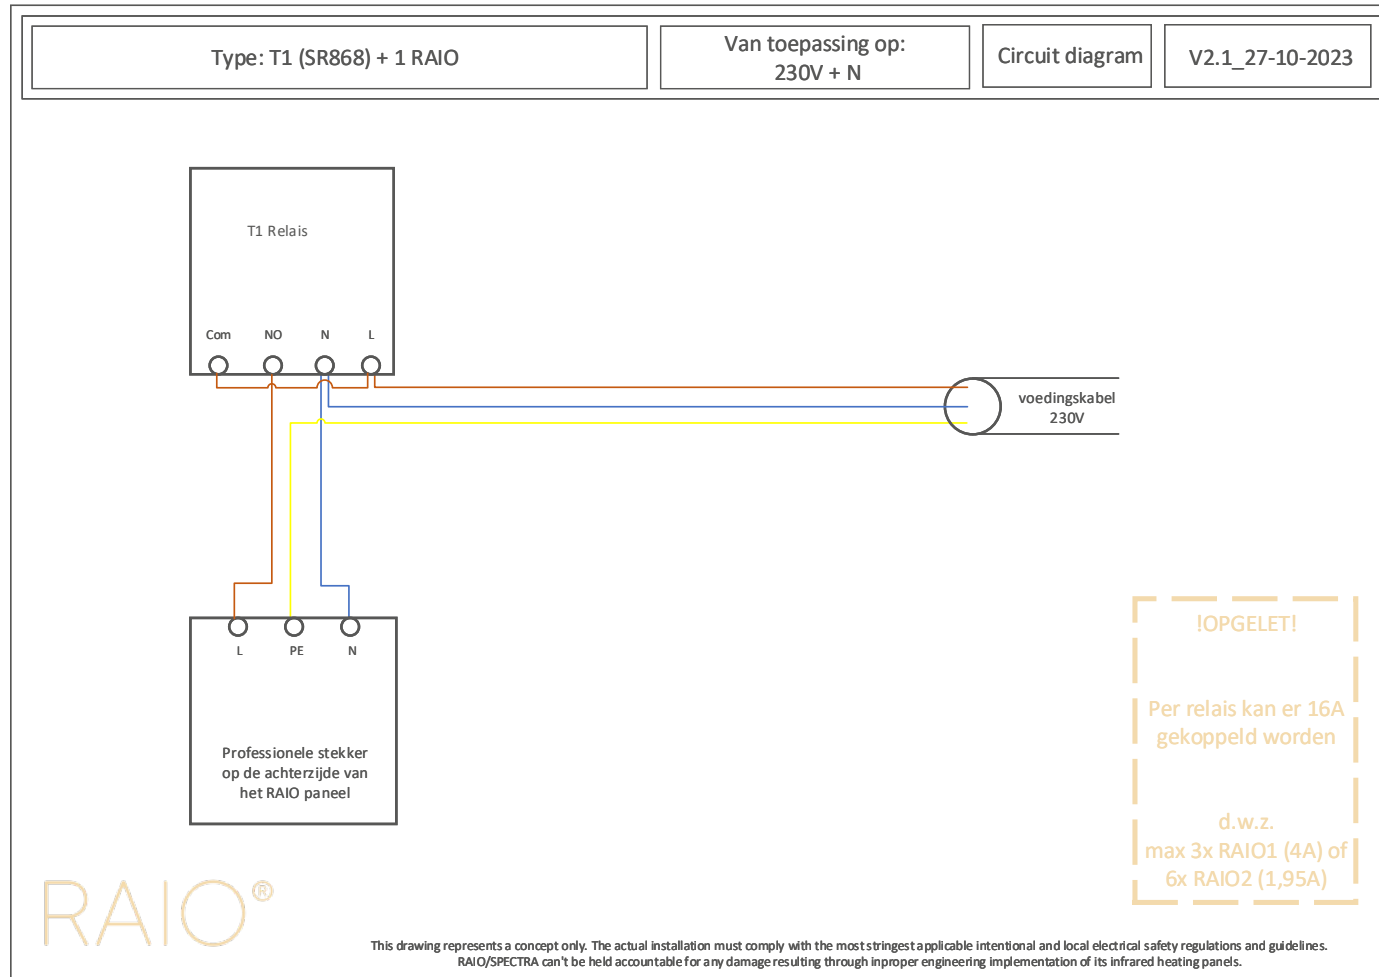 Type: T1 (SR868) + 1 RAIO
Van toepassing op:
230V + N
Circuit diagram
V2.1_27-10-2023
T1 Relais
Com NO N L
voedingskabel
230V
L PE N
Professionele stekker
op de achterzijde van
het RAIO paneel
!OPGELET!
Per relais kan er 16A
gekoppeld worden
d.w.z.
max 3x RAIO1 (4A) of
6x RAIO2 (1,95A)
RAIO®
This drawing represents a concept only. The actual installation must comply with the most stringest applicable intentional and local electrical safety regulations and guidelines.
RAIO/SPECTRA can't be held accountable for any damage resulting through inproper engineering implementation of its infrared heating panels.